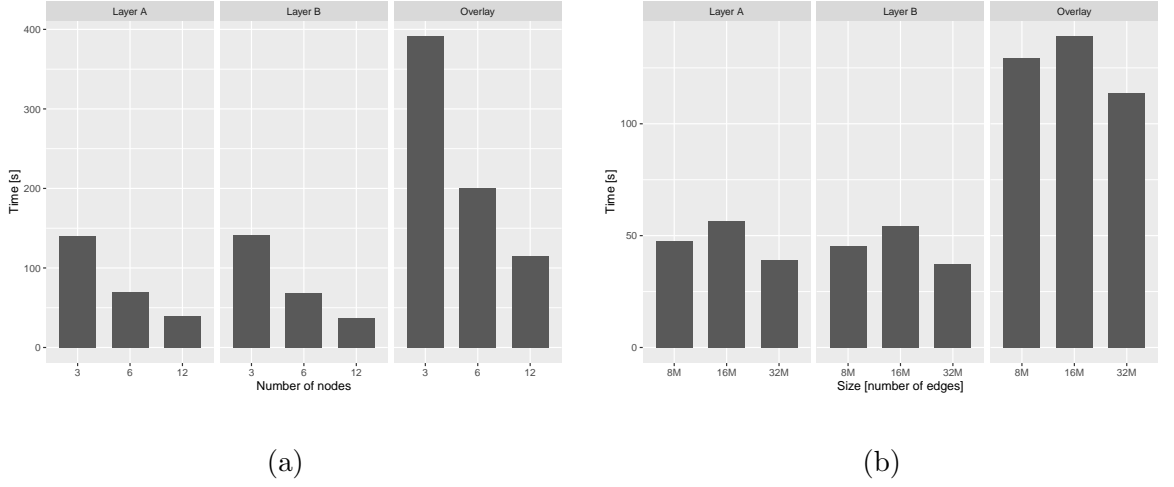 Layer A Layer B Overlay
400
300
200
100
0
Time [s]
3 6 12 3 6 12 3 6 12
Number of nodes
(a)
Layer A Layer B Overlay
100
50
0
Time [s]
8M 16M 32M 8M 16M 32M 8M 16M 32M
Size [number of edges]
(b)